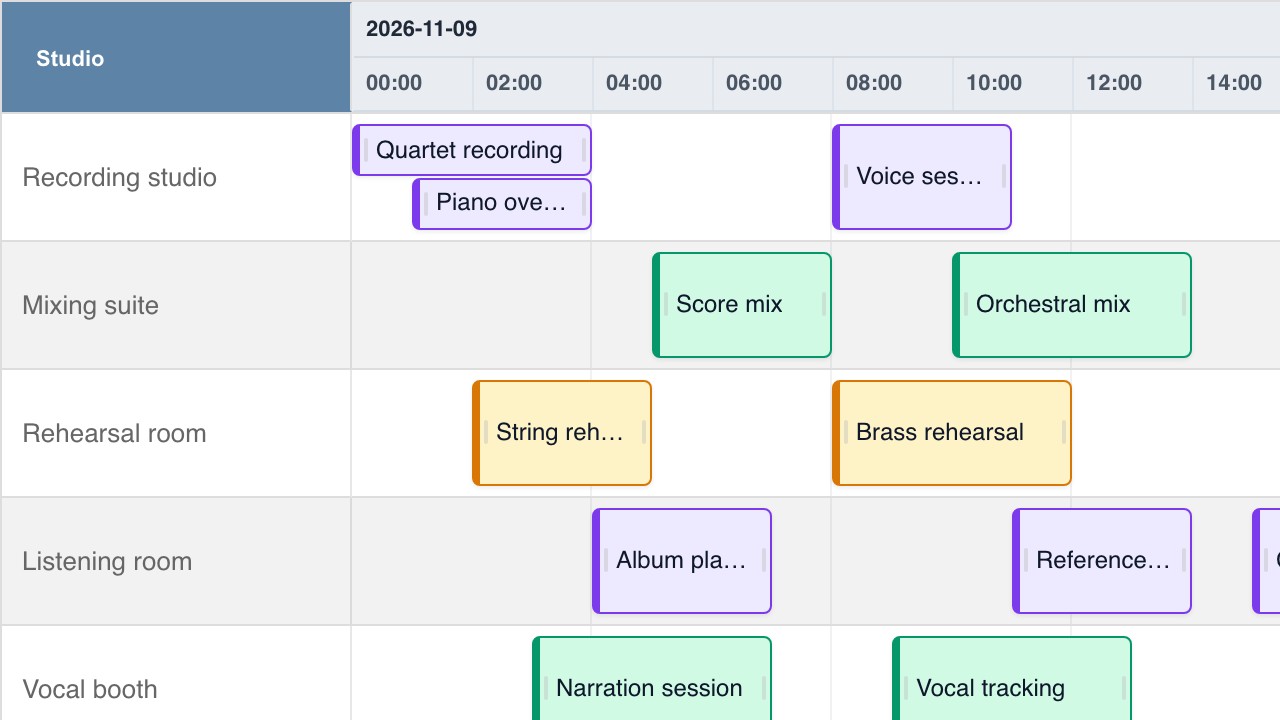 Studio
2026-11-09
00:00 02:00 04:00 06:00 08:00 10:00 12:00 14:00
Recording studio
Quartet recording
Piano ove…
Voice ses…
Mixing suite
Score mix
Orchestral mix
Rehearsal room
String reh…
Brass rehearsal
Listening room
Album pla…
Reference…
Vocal booth
Narration session
Vocal tracking